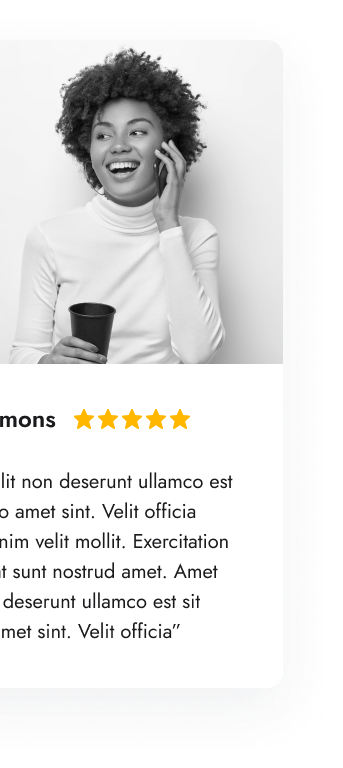 mons
lit non deserunt ullamco est
o amet sint. Velit officia
nim velit mollit. Exercitation
t sunt nostrud amet. Amet
deserunt ullamco est sit
met sint. Velit officia”